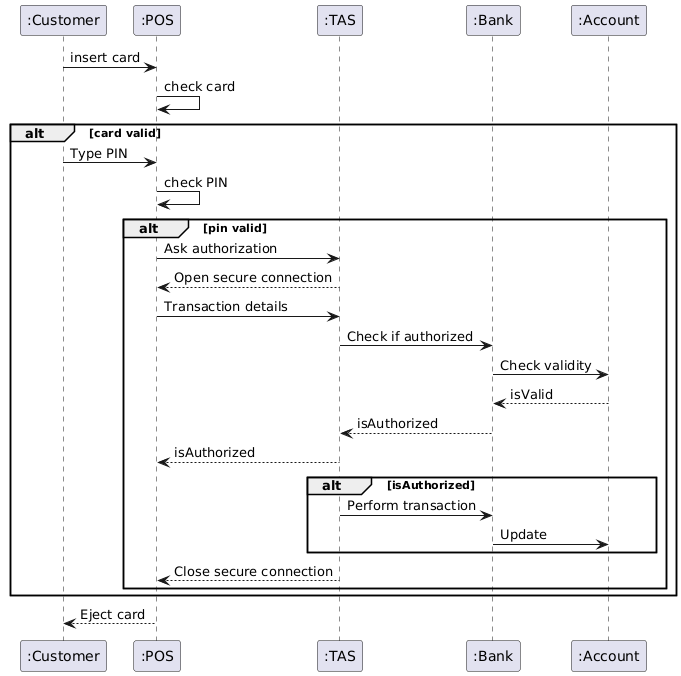 :Customer :POS :TAS :Bank :Account
insert card
check card
alt [card valid]
Type PIN
check PIN
alt [pin valid]
Ask authorization
Open secure connection
Transaction details
Check if authorized
Check validity
isValid
isAuthorized
isAuthorized
alt [isAuthorized]
Perform transaction
Update
Close secure connection
Eject card
:Customer :POS :TAS :Bank :Account